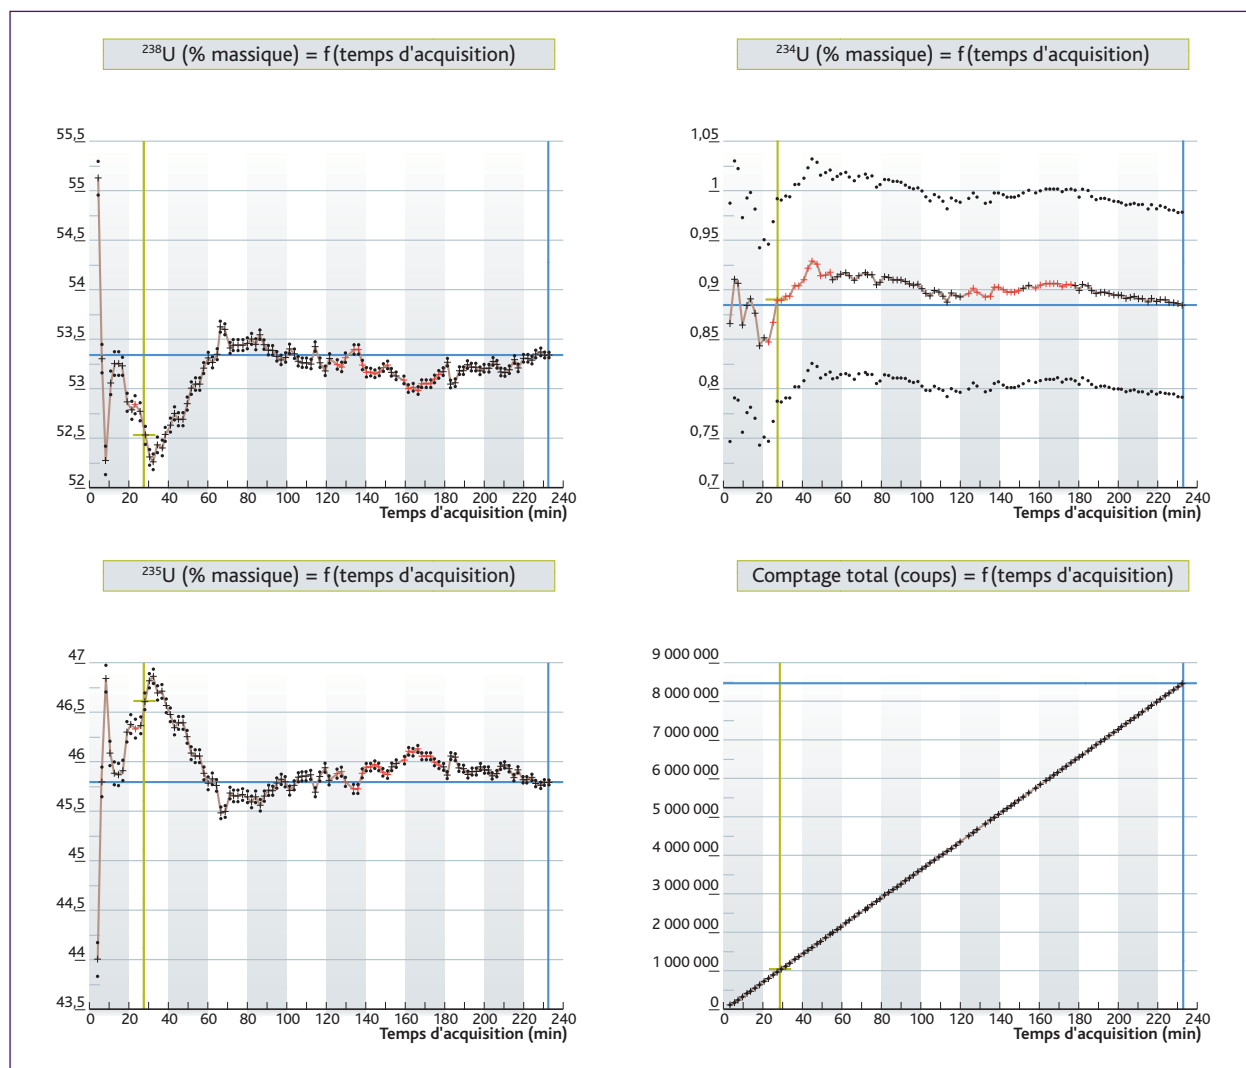 ²³⁸U (% massique) = f (temps d'acquisition)
55,5
55
54,5
54
53,5
53
52,5
52
0 20 40 60 80 100 120 140 160 180 200 220 240
Temps d'acquisition (min)
²³⁴U (% massique) = f (temps d'acquisition)
1,05
1
0,95
0,9
0,85
0,8
0,75
0,7
0 20 40 60 80 100 120 140 160 180 200 220 240
Temps d'acquisition (min)
²³⁵U (% massique) = f (temps d'acquisition)
47
46,5
46
45,5
45
44,5
44
43,5
0 20 40 60 80 100 120 140 160 180 200 220 240
Temps d'acquisition (min)
Comptage total (coups) = f (temps d'acquisition)
9 000 000
8 000 000
7 000 000
6 000 000
5 000 000
4 000 000
3 000 000
2 000 000
1 000 000
0
0 20 40 60 80 100 120 140 160 180 200 220 240
Temps d'acquisition (min)